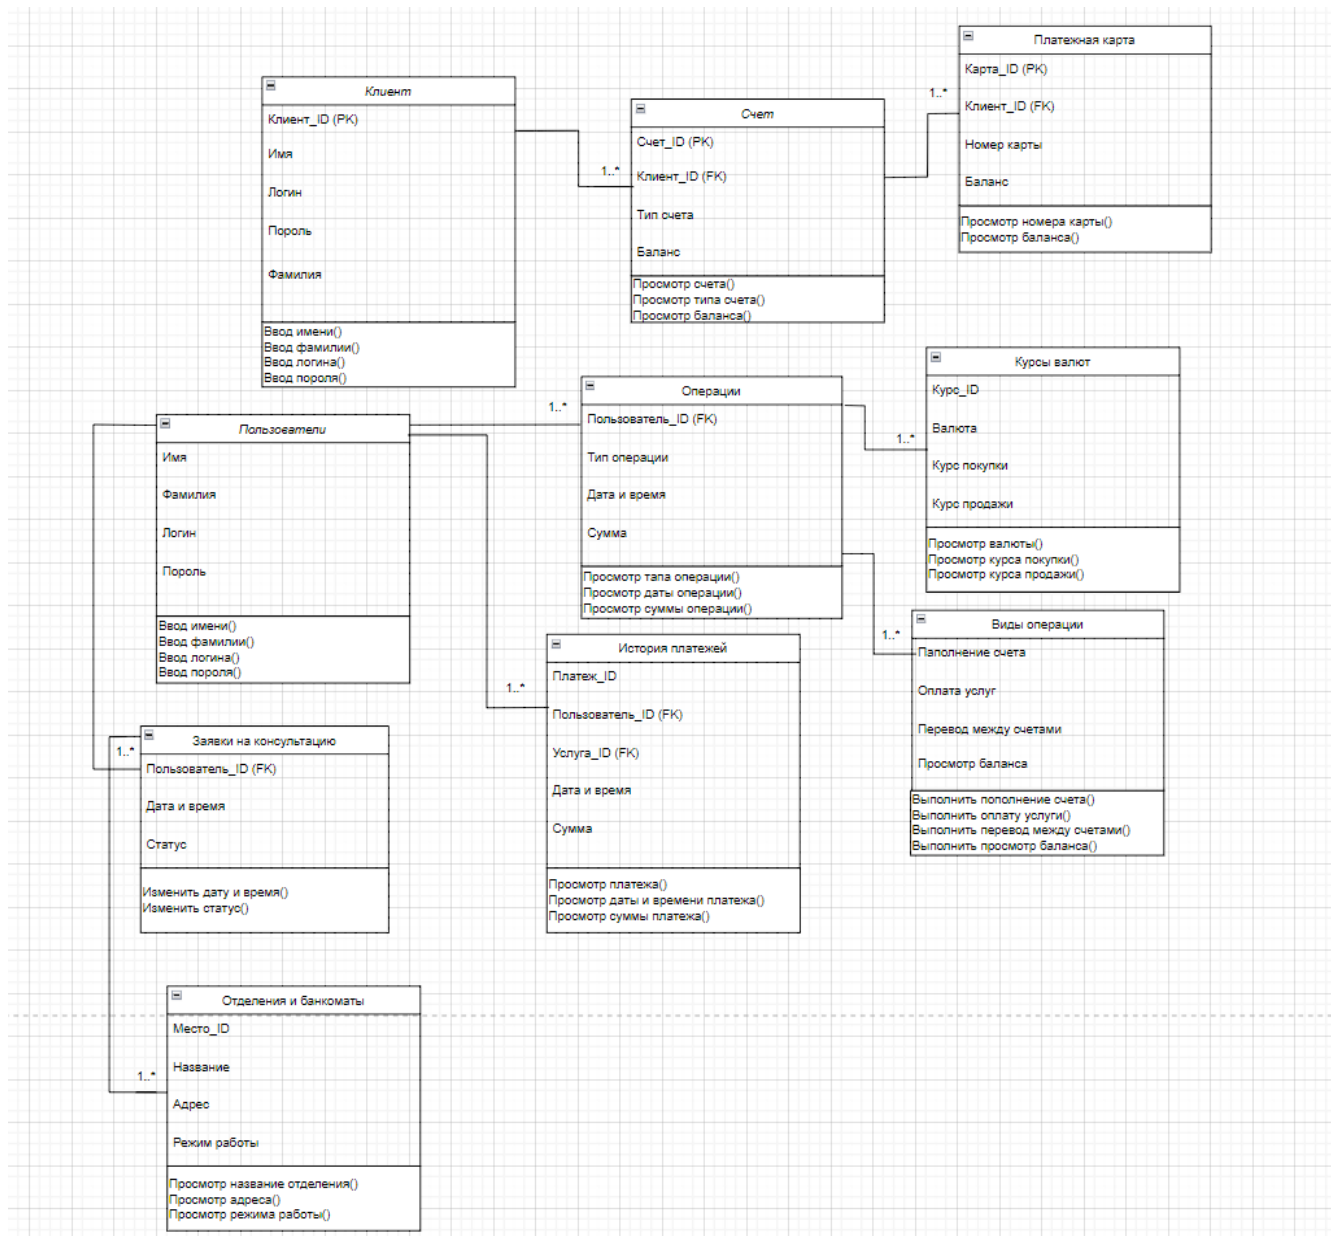 Платежная карта
Карта_ID (PK)
Клиент_ID (FK)
Номер карты
Баланс
Просмотр номера карты()
Просмотр баланса()
1..*
Клиент
Клиент_ID (PK)
Имя
Логин
Пороль
Фамилия
Ввод имени()
Ввод фамилии()
Ввод логина()
Ввод пороля()
1..*
Счет
Счет_ID (PK)
Клиент_ID (FK)
Тип счета
Баланс
Просмотр счета()
Просмотр типа счета()
Просмотр баланса()
Курсы валют
Курс_ID
Валюта
Курс покупки
Курс продажи
Просмотр валюты()
Просмотр курса покупки()
Просмотр курса продажи()
1..*
Операции
Пользователь_ID (FK)
Тип операции
Дата и время
Сумма
Просмотр тапа операции()
Просмотр даты операции()
Просмотр суммы операции()
1..*
Пользователи
Имя
Фамилия
Логин
Пороль
Ввод имени()
Ввод фамилии()
Ввод логина()
Ввод пороля()
Виды операции
Паполнение счета
Оплата услуг
Перевод между счетами
Просмотр баланса
Выполнить пополнение счета()
Выполнить оплату услуги()
Выполнить перевод между счетами()
Выполнить просмотр баланса()
1..*
История платежей
Платеж_ID
Пользователь_ID (FK)
Услуга_ID (FK)
Дата и время
Сумма
Просмотр платежа()
Просмотр даты и времени платежа()
Просмотр суммы платежа()
1..*
Заявки на консультацию
1..*
Пользователь_ID (FK)
Дата и время
Статус
Изменить дату и время()
Изменить статус()
Отделения и банкоматы
Место_ID
Название
1..*
Адрес
Режим работы
Просмотр название отделения()
Просмотр адреса()
Просмотр режима работы()